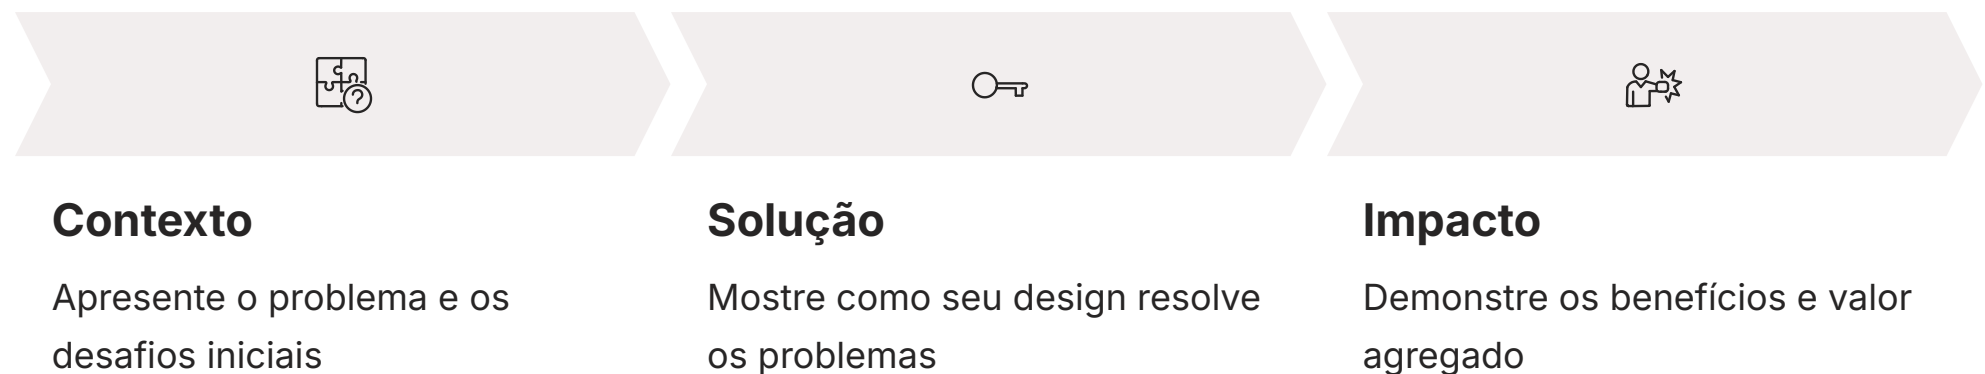 Contexto
Apresente o problema e os
desafios iniciais
Solução
Mostre como seu design resolve
os problemas
Impacto
Demonstre os benefícios e valor
agregado